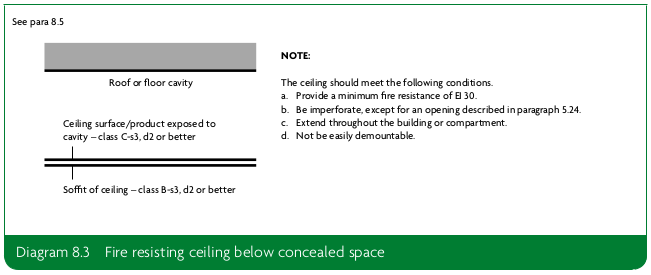 See para 8.5
Roof or floor cavity
Ceiling surface/product exposed to
cavity – class C-s3, d2 or better
Soffit of ceiling – class B-s3, d2 or better
NOTE:
The ceiling should meet the following conditions.
a. Provide a minimum fire resistance of EI 30.
b. Be imperforate, except for an opening described in paragraph 5.24.
c. Extend throughout the building or compartment.
d. Not be easily demountable.
Diagram 8.3 Fire resisting ceiling below concealed space